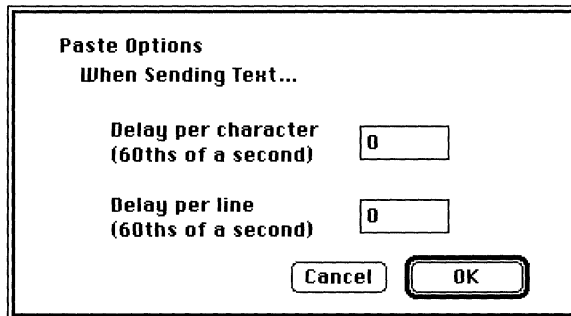 Paste Options
When Sending Text...
Delay per character
(60ths of a second)
0
Delay per line
(60ths of a second)
0
Cancel
OK